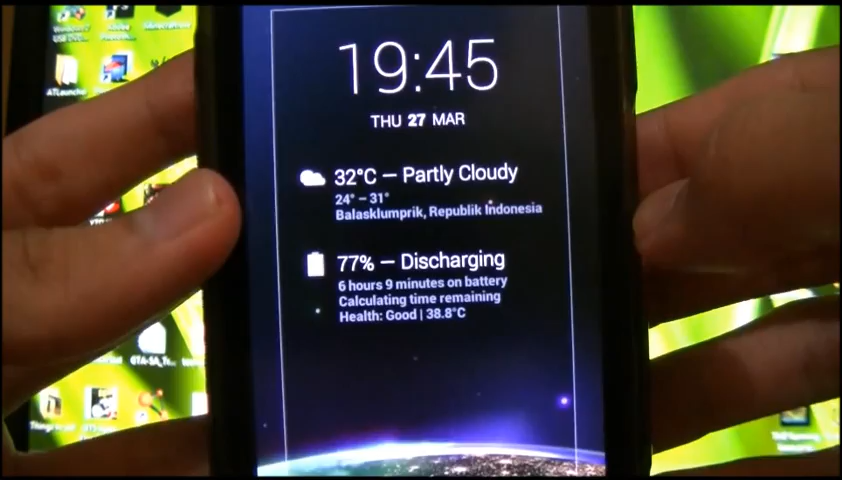 19:45
THU 27 MAR
32°C — Partly Cloudy
24° – 31°
Balasklumprik, Republik Indonesia
77% — Discharging
6 hours 9 minutes on battery
Calculating time remaining
Health: Good | 38.8°C
ATLaunche